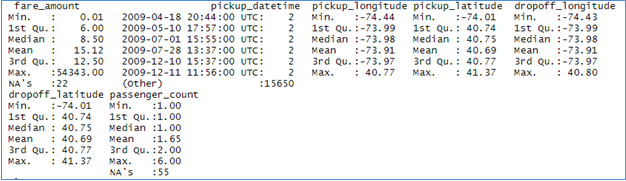 fare_amount pickup_datetime pickup_longitude pickup_latitude dropoff_longitude
Min. : 0.01 2009-04-18 20:44:00 UTC: 2 Min. :-74.44 Min. :-74.01 Min. :-74.43
1st Qu.: 6.00 2009-05-10 17:57:00 UTC: 2 1st Qu.:-73.99 1st Qu.: 40.74 1st Qu.:-73.99
Median : 8.50 2009-07-01 15:55:00 UTC: 2 Median :-73.98 Median : 40.75 Median :-73.98
Mean : 15.12 2009-07-28 13:37:00 UTC: 2 Mean :-73.91 Mean : 40.69 Mean :-73.91
3rd Qu.: 12.50 2009-12-10 15:37:00 UTC: 2 3rd Qu.:-73.97 3rd Qu.: 40.77 3rd Qu.:-73.97
Max. :54343.00 2009-12-11 11:56:00 UTC: 2 Max. : 40.77 Max. : 41.37 Max. : 40.80
NA's :22 (Other) :15650
dropoff_latitude passenger_count
Min. :-74.01 Min. :1.00
1st Qu.: 40.74 1st Qu.:1.00
Median : 40.75 Median :1.00
Mean : 40.69 Mean :1.65
3rd Qu.: 40.77 3rd Qu.:2.00
Max. : 41.37 Max. :6.00
NA's :55